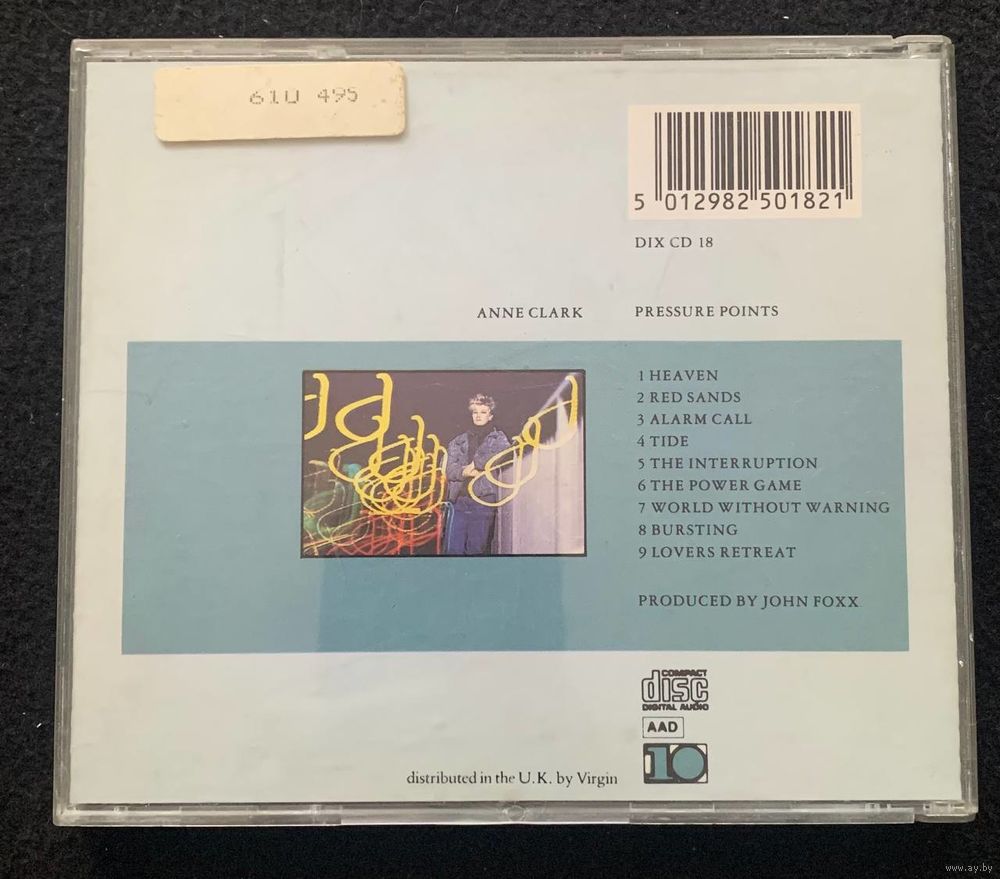 61U 495
5 012982 501821
DIX CD 18
ANNE CLARK
PRESSURE POINTS
1 HEAVEN
2 RED SANDS
3 ALARM CALL
4 TIDE
5 THE INTERRUPTION
6 THE POWER GAME
7 WORLD WITHOUT WARNING
8 BURSTING
9 LOVERS RETREAT
PRODUCED BY JOHN FOXX
COMPACT
disc
DIGITAL AUDIO
AAD
10
distributed in the U.K. by Virgin
www.ay.by